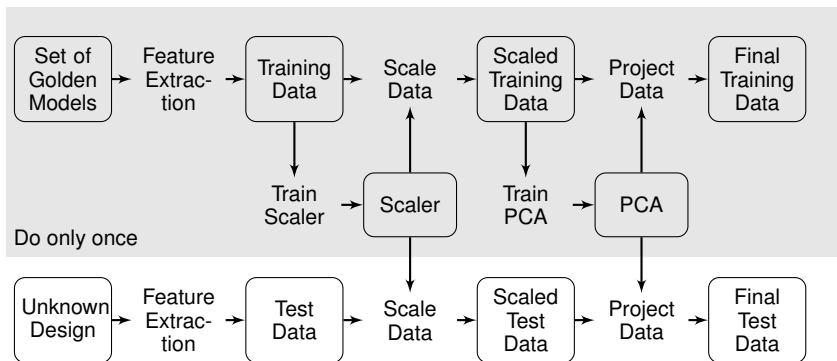 Set of
Golden
Models
Feature
Extrac-
tion
Training
Data
Scale
Data
Scaled
Training
Data
Project
Data
Final
Training
Data
Train
Scaler
Scaler
Train
PCA
PCA
Do only once
Unknown
Design
Feature
Extrac-
tion
Test
Data
Scale
Data
Scaled
Test
Data
Project
Data
Final
Test
Data